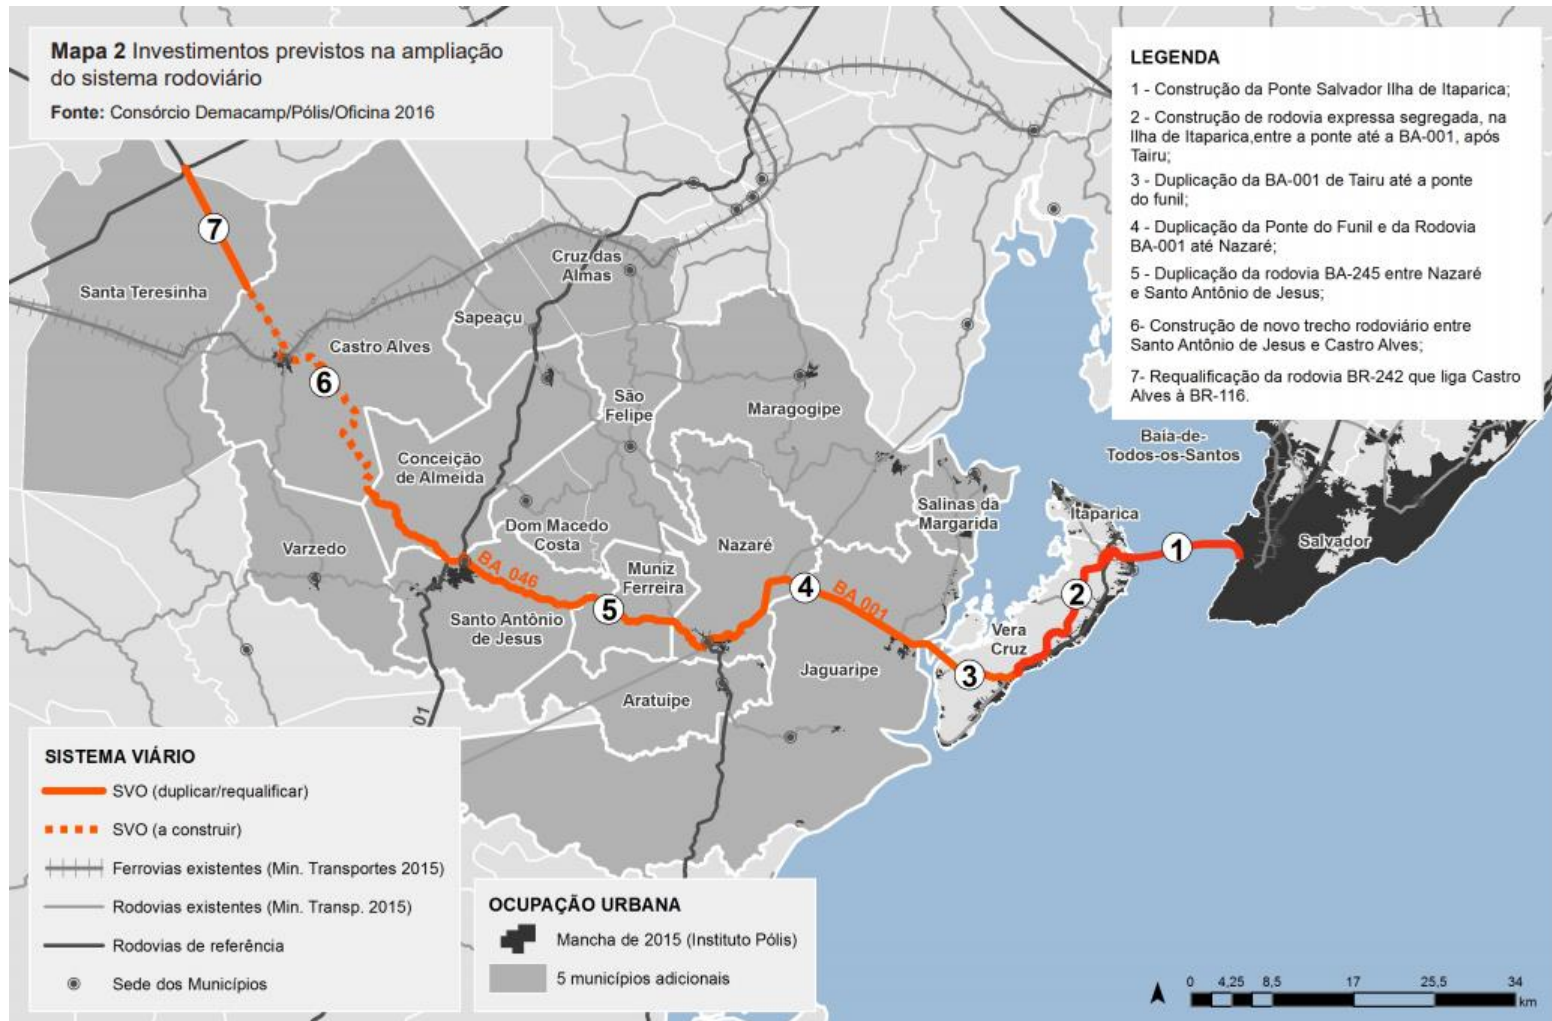 Mapa 2 Investimentos previstos na ampliação
do sistema rodoviário
Fonte: Consórcio Demacamp/Pólis/Oficina 2016
LEGENDA
1 - Construção da Ponte Salvador Ilha de Itaparica;
2 - Construção de rodovia expressa segregada, na
Ilha de Itaparica,entre a ponte até a BA-001, após
Tairu;
3 - Duplicação da BA-001 de Tairu até a ponte
do funil;
4 - Duplicação da Ponte do Funil e da Rodovia
BA-001 até Nazaré;
5 - Duplicação da rodovia BA-245 entre Nazaré
e Santo Antônio de Jesus;
6- Construção de novo trecho rodoviário entre
Santo Antônio de Jesus e Castro Alves;
7- Requalificação da rodovia BR-242 que liga Castro
Alves à BR-116.
7
Santa Teresinha
Cruz das
Almas
Sapeaçu
Castro Alves
6
São
Felipe
Maragogipe
Baia-de-
Todos-os-Santos
Conceição
de Almeida
Salinas da
Margarida
Itaparica
Dom Macedo
Costa
Varzedo
Nazaré
1
Salvador
BA 046
Muniz
Ferreira
4
BA 001
2
5
Santo Antônio
de Jesus
Vera
Cruz
Jaguaripe
3
Aratuipe
01
SISTEMA VIÁRIO
SVO (duplicar/requalificar)
SVO (a construir)
Ferrovias existentes (Min. Transportes 2015)
Rodovias existentes (Min. Transp. 2015)
Rodovias de referência
Sede dos Municípios
OCUPAÇÃO URBANA
Mancha de 2015 (Instituto Pólis)
5 municípios adicionais
0 4,25 8,5 17 25,5 34
km